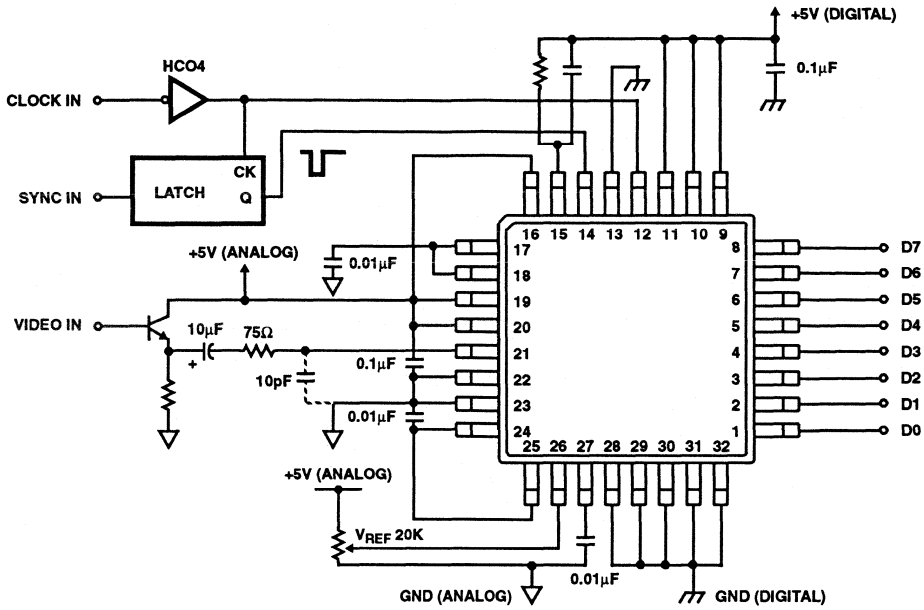 +5V (DIGITAL)
HCO4
0.1µF
CLOCK IN
CK
LATCH
Q
SYNC IN
16 15 14 13 12 11 10 9
+5V (ANALOG)
0.01µF
17
18
19
20
21
22
23
24
8
7
6
5
4
3
2
1
D7
D6
D5
D4
D3
D2
D1
D0
VIDEO IN
10µF
+
75Ω
10pF
0.1µF
0.01µF
25 26 27 28 29 30 31 32
+5V (ANALOG)
VREF 20K
0.01µF
GND (ANALOG)
GND (DIGITAL)